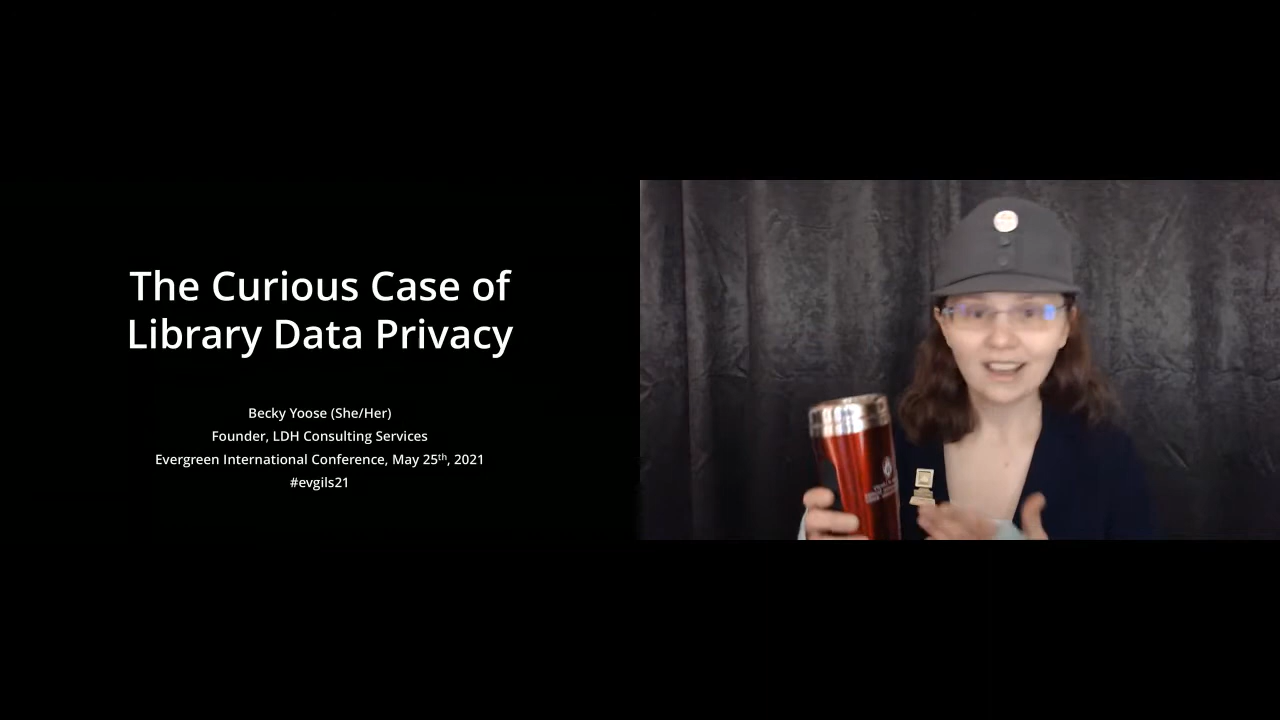 The Curious Case of
Library Data Privacy
Becky Yoose (She/Her)
Founder, LDH Consulting Services
Evergreen International Conference, May 25th, 2021
#evgils21